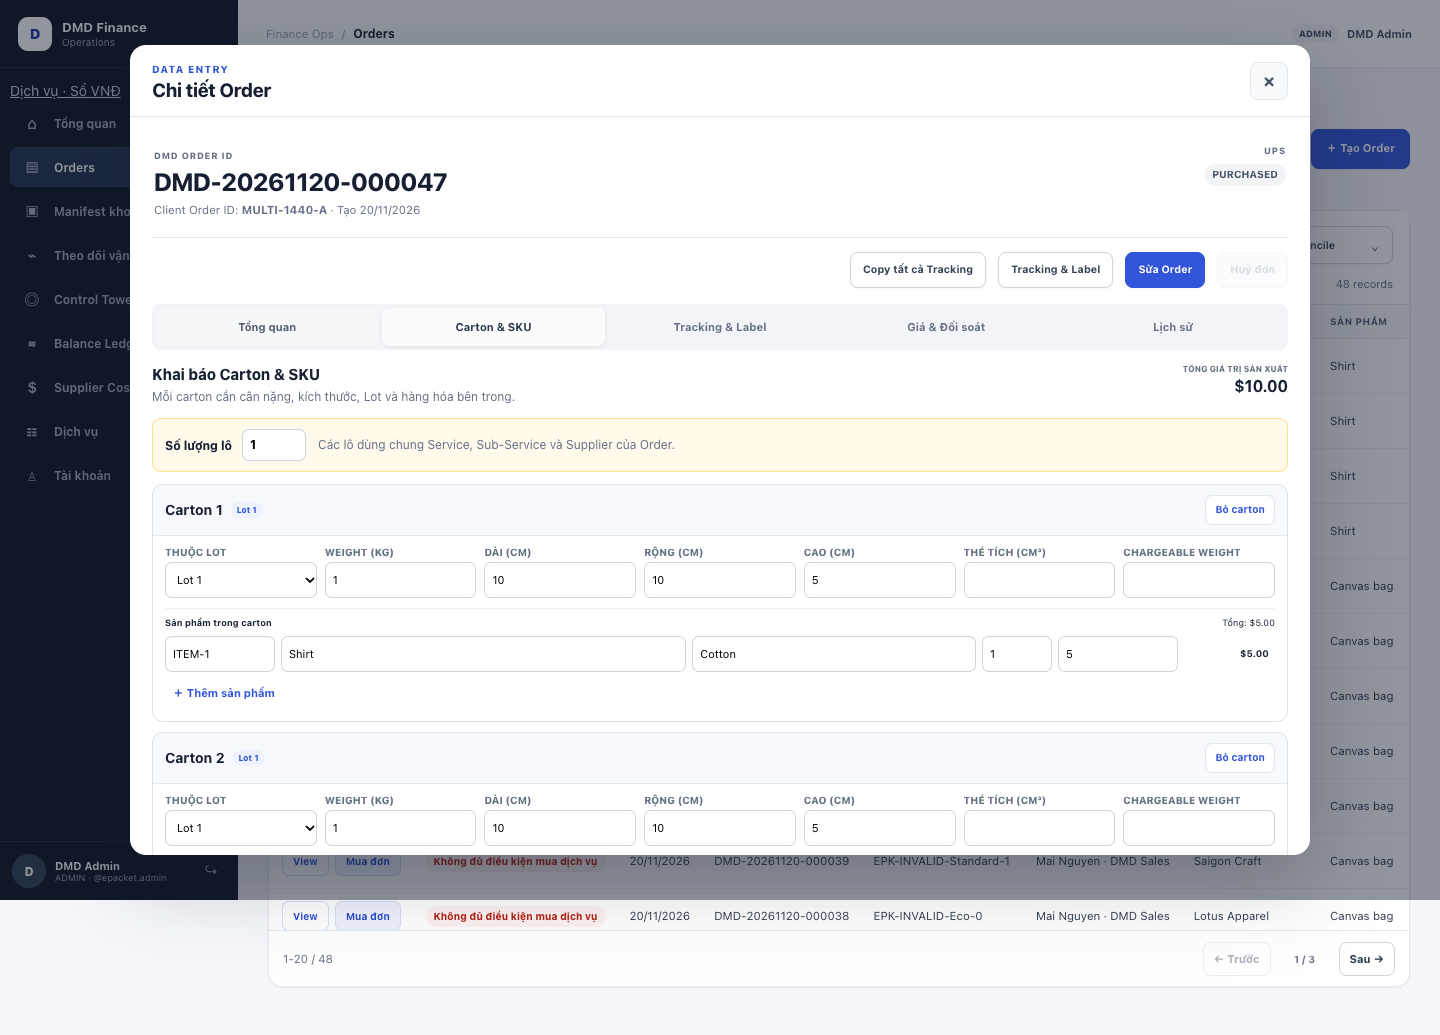 D
DMD Finance
Operations
Finance Ops / Orders
ADMIN DMD Admin
Dịch vụ · Sổ VNĐ
Tổng quan
Orders
Manifest kho
Theo dõi vận
Control Towe
Balance Ledg
Supplier Cos
Dịch vụ
Tài khoản
D
DMD Admin
ADMIN · @epacket.admin
+ Tạo Order
ncile
48 records
SẢN PHẨM
Shirt
Shirt
Shirt
Shirt
Canvas bag
Canvas bag
Canvas bag
Canvas bag
Canvas bag
DATA ENTRY
Chi tiết Order
×
DMD ORDER ID
DMD-20261120-000047
Client Order ID: MULTI-1440-A · Tạo 20/11/2026
UPS
PURCHASED
Copy tất cả Tracking
Tracking & Label
Sửa Order
Huỷ đơn
Tổng quan
Carton & SKU
Tracking & Label
Giá & Đối soát
Lịch sử
Khai báo Carton & SKU
Mỗi carton cần cân nặng, kích thước, Lot và hàng hóa bên trong.
TỔNG GIÁ TRỊ SẢN XUẤT
$10.00
Số lượng lô 1 Các lô dùng chung Service, Sub-Service và Supplier của Order.
Carton 1 Lot 1 Bỏ carton
THUỘC LOT WEIGHT (KG) DÀI (CM) RỘNG (CM) CAO (CM) THỂ TÍCH (CM³) CHARGEABLE WEIGHT
Lot 1 1 10 10 5
Sản phẩm trong carton Tổng: $5.00
ITEM-1 Shirt Cotton 1 5 $5.00
+ Thêm sản phẩm
Carton 2 Lot 1 Bỏ carton
THUỘC LOT WEIGHT (KG) DÀI (CM) RỘNG (CM) CAO (CM) THỂ TÍCH (CM³) CHARGEABLE WEIGHT
Lot 1 1 10 10 5
View Mua đơn Không đủ điều kiện mua dịch vụ 20/11/2026 DMD-20261120-000039 EPK-INVALID-Standard-1 Mai Nguyen · DMD Sales Saigon Craft Canvas bag
View Mua đơn Không đủ điều kiện mua dịch vụ 20/11/2026 DMD-20261120-000038 EPK-INVALID-Eco-0 Mai Nguyen · DMD Sales Lotus Apparel Canvas bag
1-20 / 48
← Trước 1 / 3 Sau →